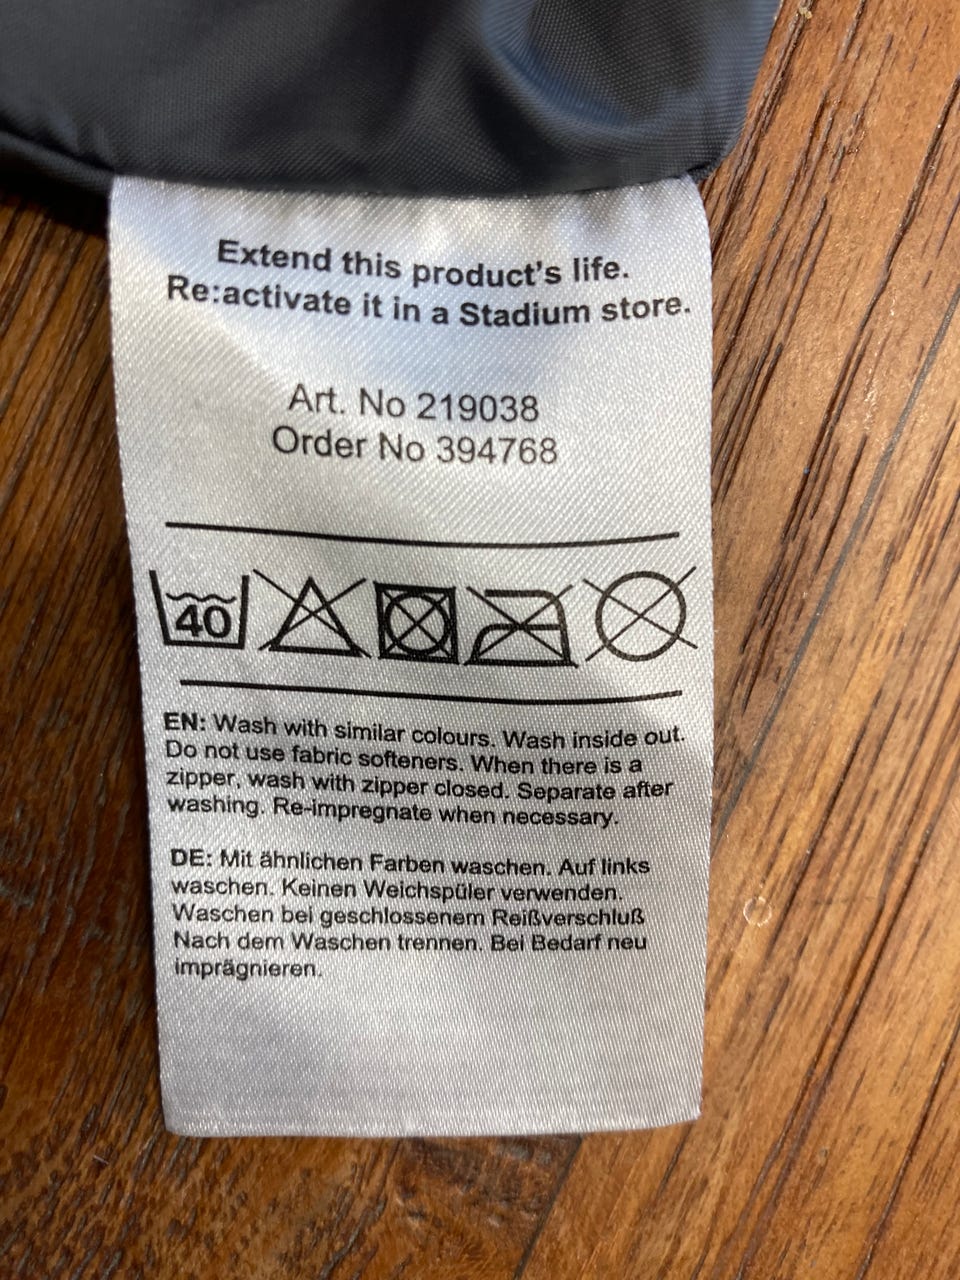 Extend this product's life.
Re:activate it in a Stadium store.
Art. No 219038
Order No 394768
40
EN: Wash with similar colours. Wash inside out.
Do not use fabric softeners. When there is a
zipper, wash with zipper closed. Separate after
washing. Re-impregnate when necessary.
DE: Mit ähnlichen Farben waschen. Auf links
waschen. Keinen Weichspüler verwenden.
Waschen bei geschlossenem Reißverschluß
Nach dem Waschen trennen. Bei Bedarf neu
imprägnieren.